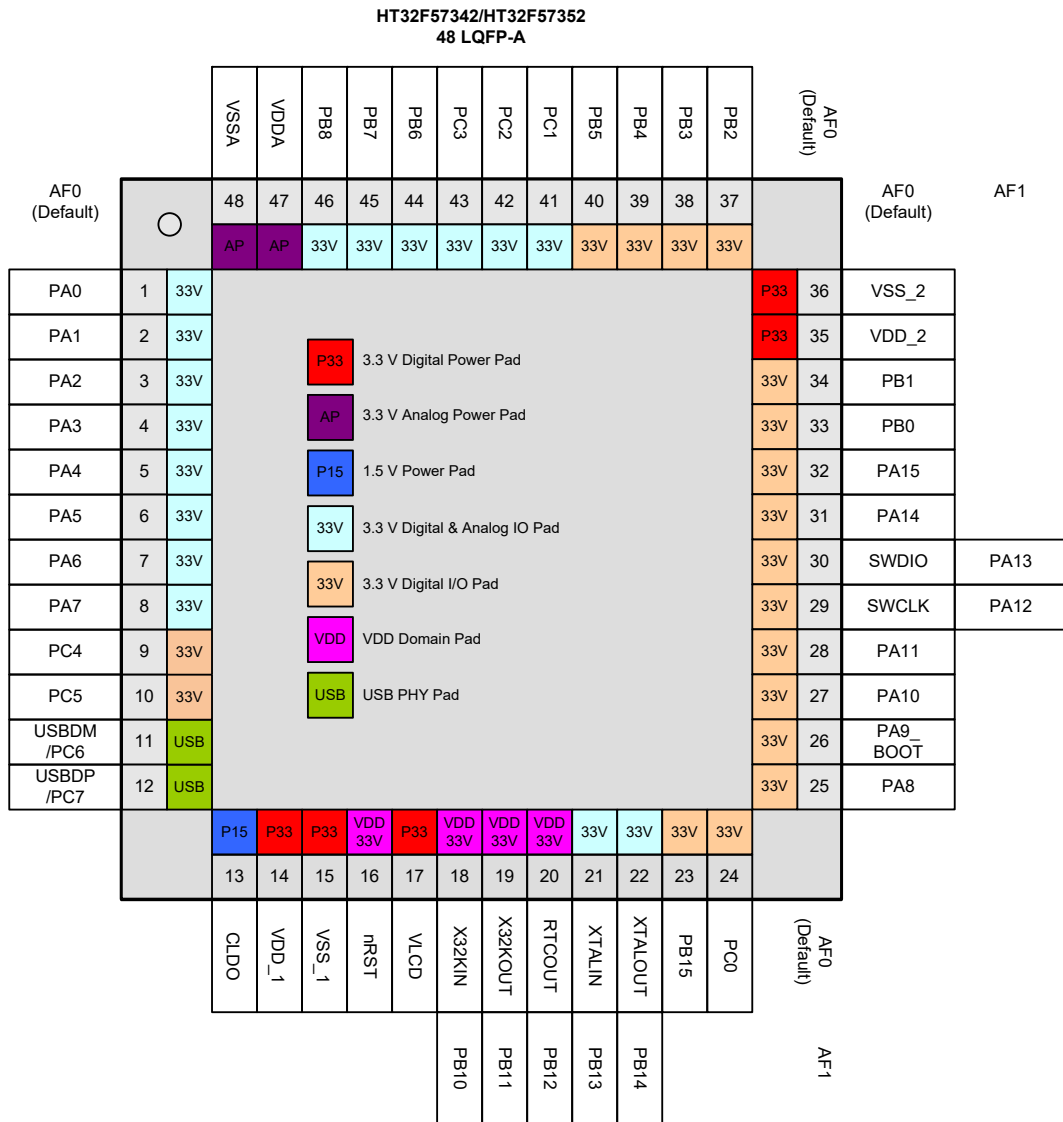 HT32F57342/HT32F57352
48 LQFP-A
VSSA VDDA PB8 PB7 PB6 PC3 PC2 PC1 PB5 PB4 PB3 PB2
AF0
(Default)
AF0
(Default)
AF0
(Default)
AF1
48 47 46 45 44 43 42 41 40 39 38 37
AP AP 33V 33V 33V 33V 33V 33V 33V 33V 33V 33V
PA0 1 33V
PA1 2 33V
PA2 3 33V
PA3 4 33V
PA4 5 33V
PA5 6 33V
PA6 7 33V
PA7 8 33V
PC4 9 33V
PC5 10 33V
USBDM
/PC6
11 USB
USBDP
/PC7
12 USB
P33 3.3 V Digital Power Pad
AP 3.3 V Analog Power Pad
P15 1.5 V Power Pad
33V 3.3 V Digital & Analog IO Pad
33V 3.3 V Digital I/O Pad
VDD VDD Domain Pad
USB USB PHY Pad
P33 36 VSS_2
P33 35 VDD_2
33V 34 PB1
33V 33 PB0
33V 32 PA15
33V 31 PA14
33V 30 SWDIO PA13
33V 29 SWCLK PA12
33V 28 PA11
33V 27 PA10
33V 26 PA9_
BOOT
33V 25 PA8
P15 P33 P33 VDD
33V P33 VDD
33V VDD
33V VDD
33V 33V 33V 33V 33V
13 14 15 16 17 18 19 20 21 22 23 24
CLDO VDD_1 VSS_1 nRST VLCD X32KIN X32KOUT RTCOUT XTALIN XTALOUT PB15 PC0
AF0
(Default)
PB10 PB11 PB12 PB13 PB14
AF1